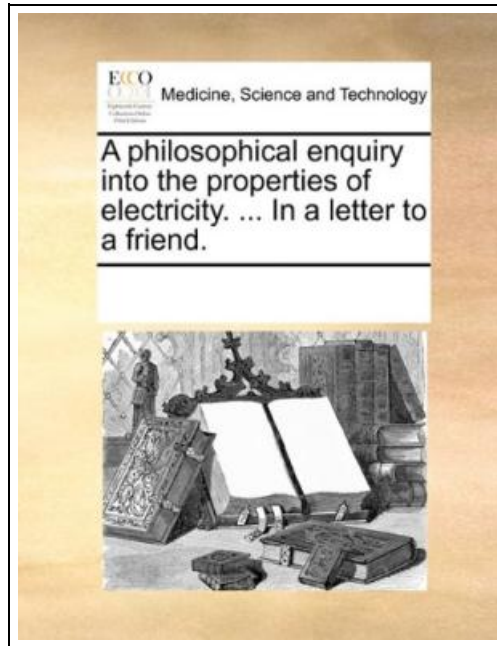 ECCO
Medicine, Science and Technology
A philosophical enquiry
into the properties of
electricity. ... In a letter to
a friend.